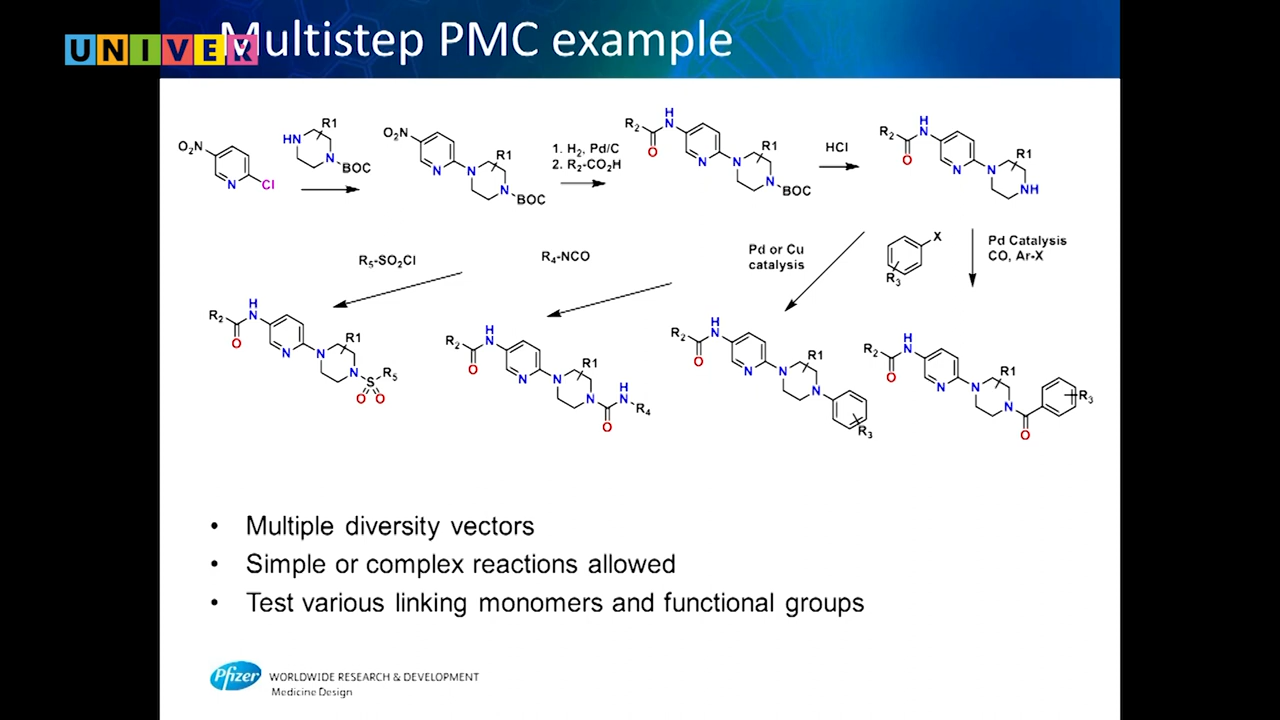 UNIVER
Multistep PMC example
O2N
N
Cl
HN
R1
N
BOC
O2N
N
N
R1
N
BOC
1. H2, Pd/C
2. R2-CO2H
R2
H
N
O
N
N
R1
N
BOC
HCl
R2
H
N
O
N
N
R1
NH
R5-SO2Cl
R4-NCO
Pd or Cu
catalysis
X
R3
Pd Catalysis
CO, Ar-X
R2
H
N
O
N
N
R1
N
S
R5
O O
R2
H
N
O
N
N
R1
N
H
N
R4
O
R2
H
N
O
N
N
R1
N
R3
R2
H
N
O
N
N
R1
N
R3
O
• Multiple diversity vectors
• Simple or complex reactions allowed
• Test various linking monomers and functional groups
Pfizer
WORLDWIDE RESEARCH & DEVELOPMENT
Medicine Design